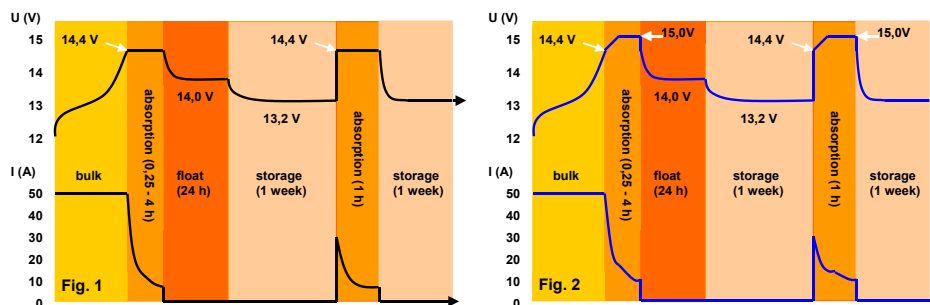 U (V)
15
14
13
12
I (A)
50
40
30
20
10
0
14,4 V
14,0 V
13,2 V
14,4 V
bulk
absorption (0,25 - 4 h)
float
(24 h)
storage
(1 week)
absorption (1 h)
storage
(1 week)
Fig. 1
U (V)
15
14
13
12
I (A)
50
40
30
20
10
0
14,4 V
15,0V
14,0 V
13,2 V
14,4 V
15,0V
bulk
absorption (0,25 - 4 h)
float
(24 h)
storage
(1 week)
absorption (1 h)
storage
(1 week)
Fig. 2